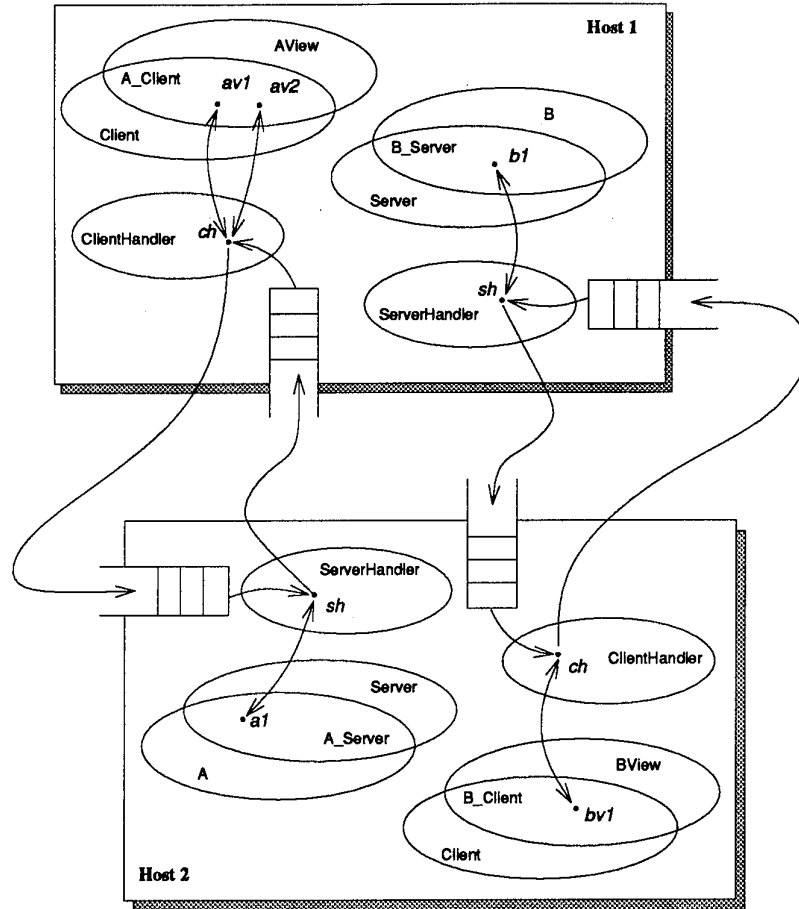 Host 1
AView
A_Client
av1
av2
Client
B
B_Server
b1
Server
ClientHandler
ch
sh
ServerHandler
ServerHandler
sh
ch
ClientHandler
Server
a1
A_Server
A
BView
B_Client
bv1
Client
Host 2